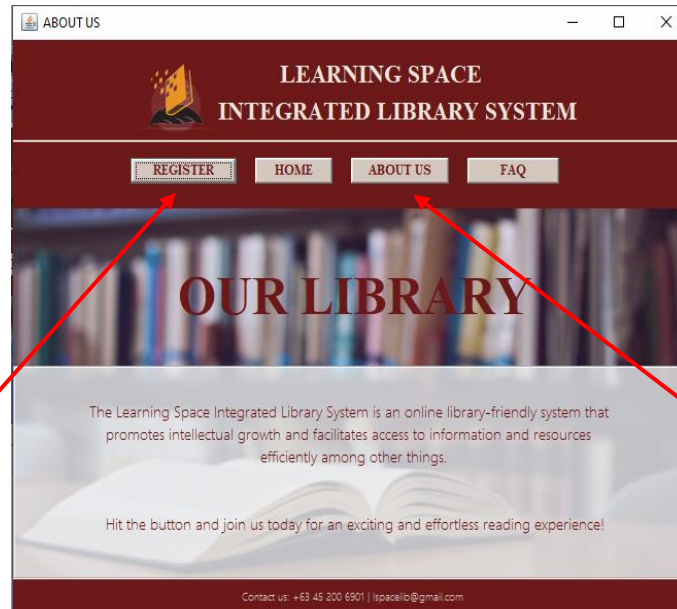 ABOUT US
LEARNING SPACE
INTEGRATED LIBRARY SYSTEM
REGISTER HOME ABOUT US FAQ
OUR LIBRARY
The Learning Space Integrated Library System is an online library-friendly system that
promotes intellectual growth and facilitates access to information and resources
efficiently among other things.
Hit the button and join us today for an exciting and effortless reading experience!
Contact us: +63 45 200 6901 | lspacelib@gmail.com